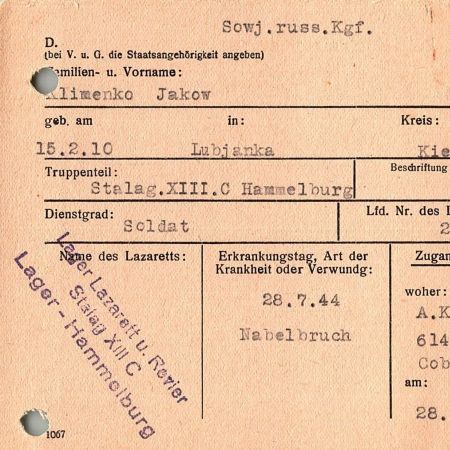 Sowj.russ.Kgf.
D.
(bei V. u. G. die Staatsangehörigkeit angeben)
Familien- u. Vorname:
Klimenko Jakow
geb. am in: Kreis:
15.2.10 Lubjanka Kie
Truppenteil: Beschriftung
Stalag.XIII.C Hammelburg
Dienstgrad: Lfd. Nr. des
Soldat 2
Name des Lazaretts: Erkrankungstag, Art der Zugan
Krankheit oder Verwundg:
woher:
28.7.44 A.K
Nabelbruch 614
Cob
am:
28.
Lager Lazarett u. Revier
Stalag XIII C
Lager-Hammelburg
1067